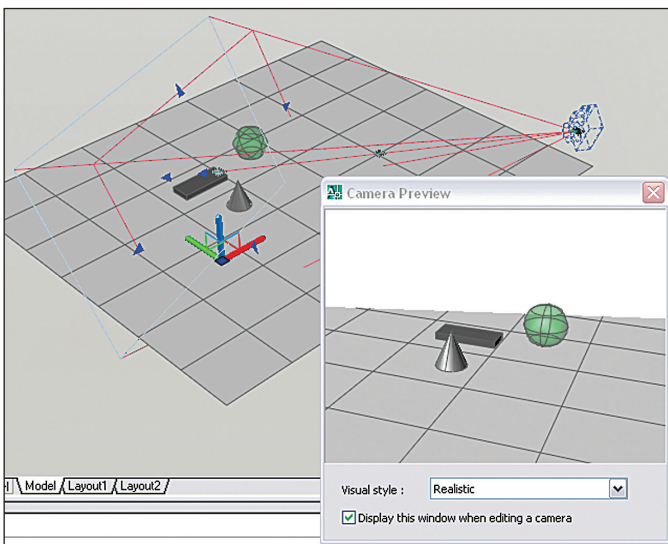 Camera Preview
Model Layout1 Layout2
Visual style : Realistic
Display this window when editing a camera